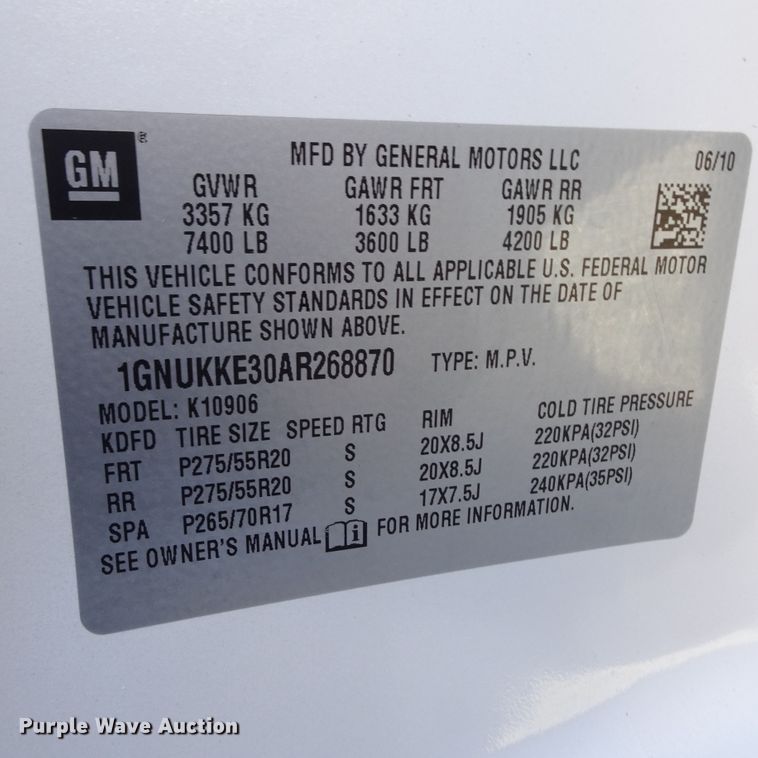 GM ®
MFD BY GENERAL MOTORS LLC 06/10
GVWR GAWR FRT GAWR RR
3357 KG 1633 KG 1905 KG
7400 LB 3600 LB 4200 LB
THIS VEHICLE CONFORMS TO ALL APPLICABLE U.S. FEDERAL MOTOR
VEHICLE SAFETY STANDARDS IN EFFECT ON THE DATE OF
MANUFACTURE SHOWN ABOVE.
1GNUKKE30AR268870 TYPE: M.P.V.
MODEL: K10906
KDFD TIRE SIZE SPEED RTG RIM COLD TIRE PRESSURE
FRT P275/55R20 S 20X8.5J 220KPA(32PSI)
RR P275/55R20 S 20X8.5J 220KPA(32PSI)
SPA P265/70R17 S 17X7.5J 240KPA(35PSI)
SEE OWNER'S MANUAL i FOR MORE INFORMATION.
Purple Wave Auction